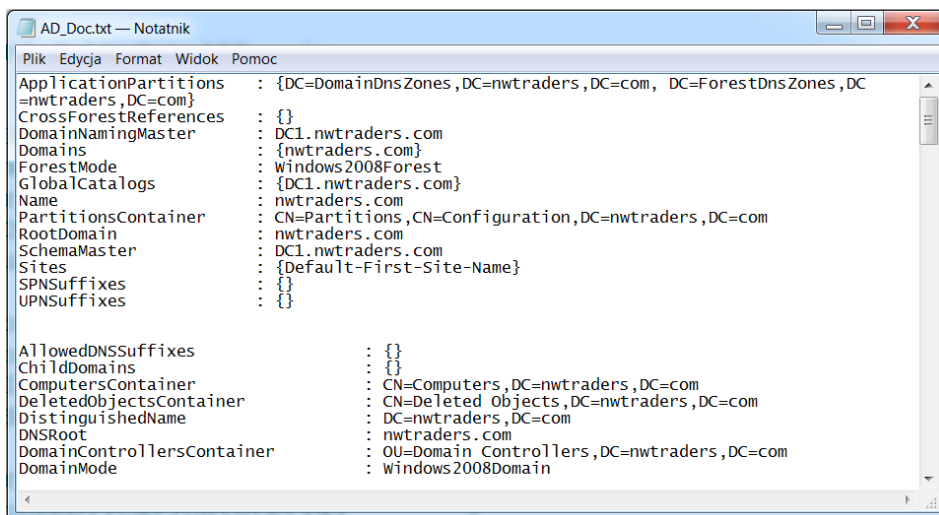 AD_Doc.txt — Notatnik
Plik Edycja Format Widok Pomoc
ApplicationPartitions : {DC=DomainDnsZones,DC=nwtraders,DC=com, DC=ForestDnsZones,DC
=nwtraders,DC=com}
CrossForestReferences : {}
DomainNamingMaster : DC1.nwtraders.com
Domains : {nwtraders.com}
ForestMode : Windows2008Forest
GlobalCatalogs : {DC1.nwtraders.com}
Name : nwtraders.com
PartitionsContainer : CN=Partitions,CN=Configuration,DC=nwtraders,DC=com
RootDomain : nwtraders.com
SchemaMaster : DC1.nwtraders.com
Sites : {Default-First-Site-Name}
SPNSuffixes : {}
UPNSuffixes : {}
AllowedDNSSuffixes : {}
ChildDomains : {}
ComputersContainer : CN=Computers,DC=nwtraders,DC=com
DeletedObjectsContainer : CN=Deleted Objects,DC=nwtraders,DC=com
DistinguishedName : DC=nwtraders,DC=com
DNSRoot : nwtraders.com
DomainControllersContainer : OU=Domain Controllers,DC=nwtraders,DC=com
DomainMode : Windows2008Domain